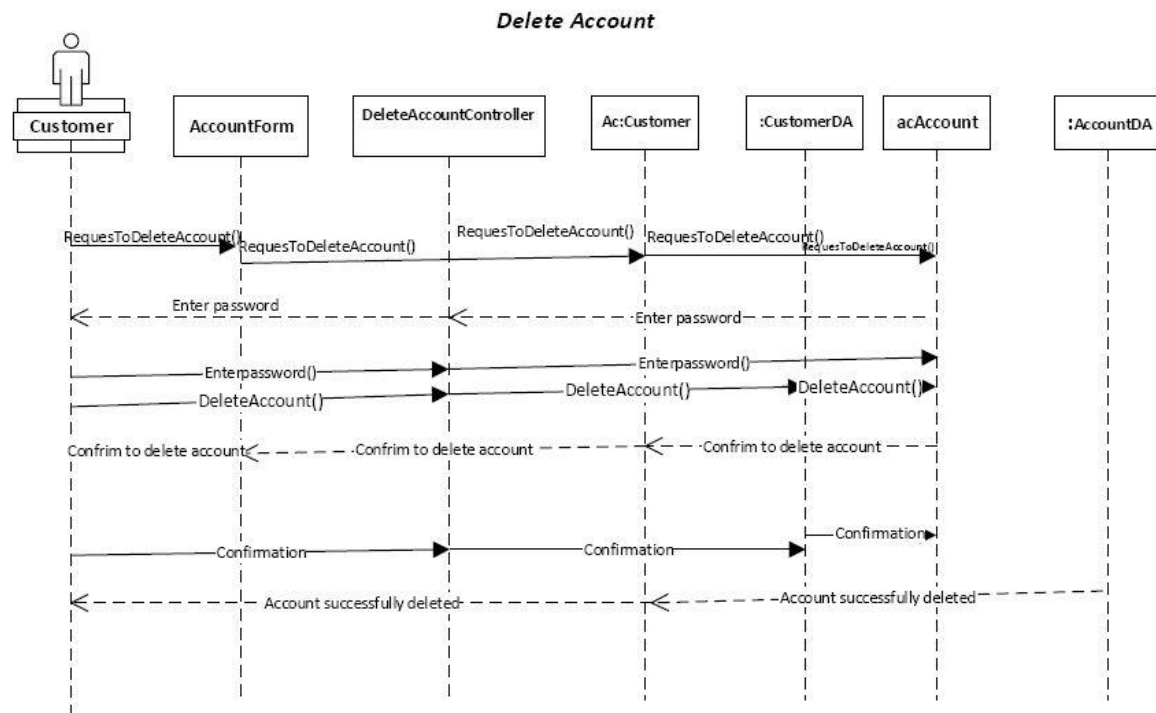 Delete Account
Customer
AccountForm
DeleteAccountController
Ac:Customer
:CustomerDA
acAccount
:AccountDA
RequesToDeleteAccount()
RequesToDeleteAccount()
RequesToDeleteAccount()
RequesToDeleteAccount()
RequesToDeleteAccount()
Enter password
Enter password
Enterpassword()
Enterpassword()
DeleteAccount()
DeleteAccount()
DeleteAccount()
Confrim to delete account
Confrim to delete account
Confrim to delete account
Confirmation
Confirmation
Confirmation
Account successfully deleted
Account successfully deleted